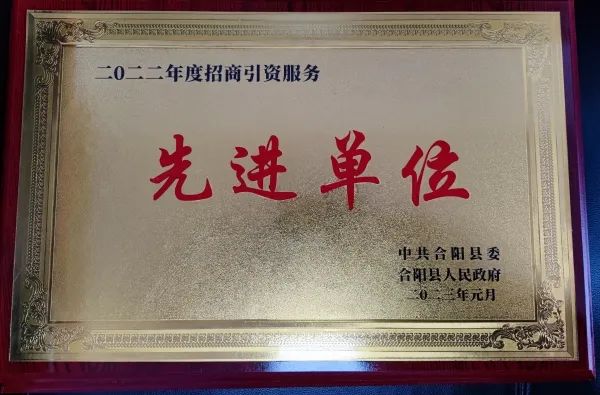 二〇二二年度招商引资服务
先进单位
中共合阳县委
合阳县人民政府
二〇二三年元月